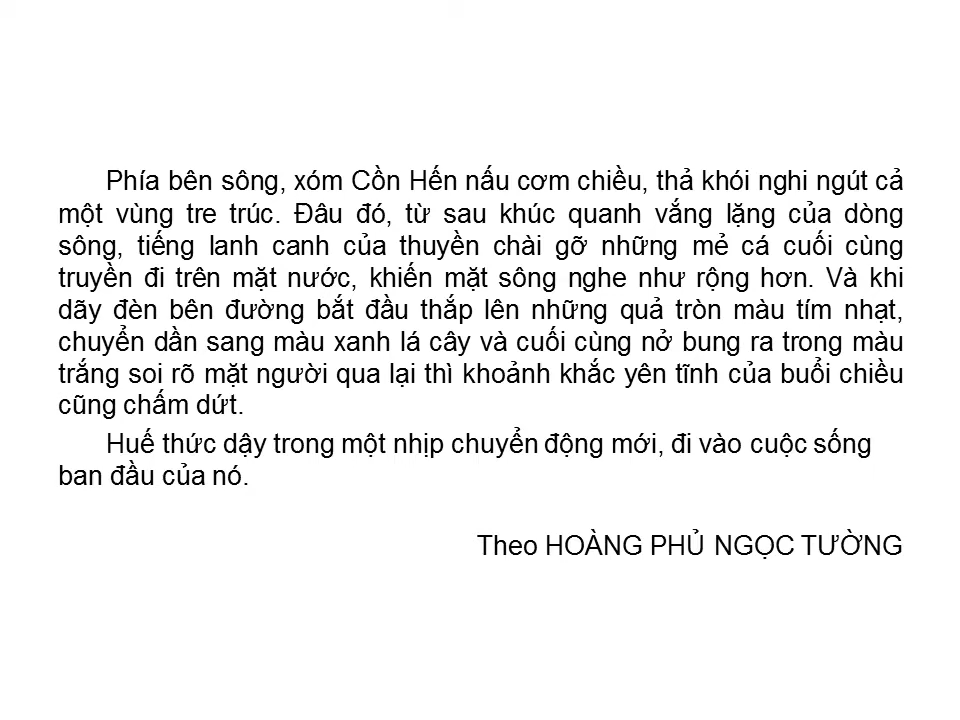 Phía bên sông, xóm Cồn Hến nấu cơm chiều, thả khói nghi ngút cả
một vùng tre trúc. Đâu đó, từ sau khúc quanh vắng lặng của dòng
sông, tiếng lanh canh của thuyền chài gỡ những mẻ cá cuối cùng
truyền đi trên mặt nước, khiến mặt sông nghe như rộng hơn. Và khi
dãy đèn bên đường bắt đầu thắp lên những quả tròn màu tím nhạt,
chuyển dần sang màu xanh lá cây và cuối cùng nở bung ra trong màu
trắng soi rõ mặt người qua lại thì khoảnh khắc yên tĩnh của buổi chiều
cũng chấm dứt.
Huế thức dậy trong một nhịp chuyển động mới, đi vào cuộc sống
ban đầu của nó.
Theo HOÀNG PHỦ NGỌC TƯỜNG